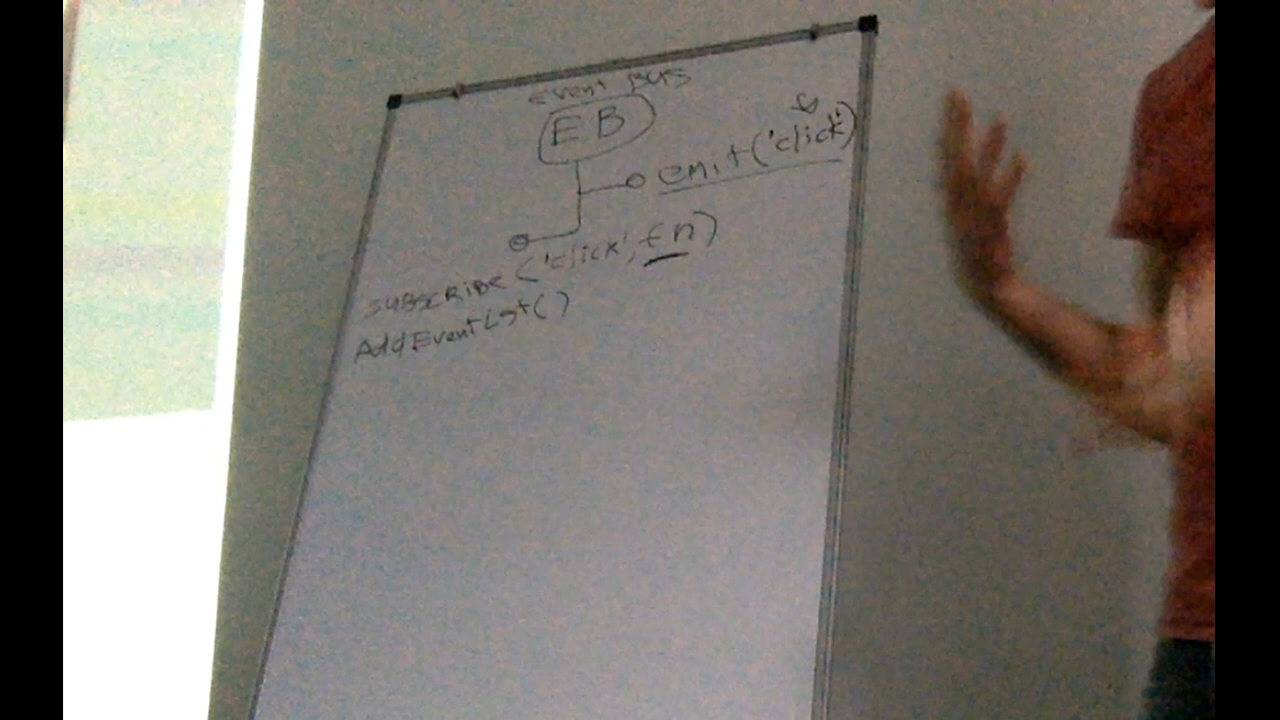 Event Bus
EB
emit('click')
SUBSCRIBE ('click', fn)
AddEventLst()